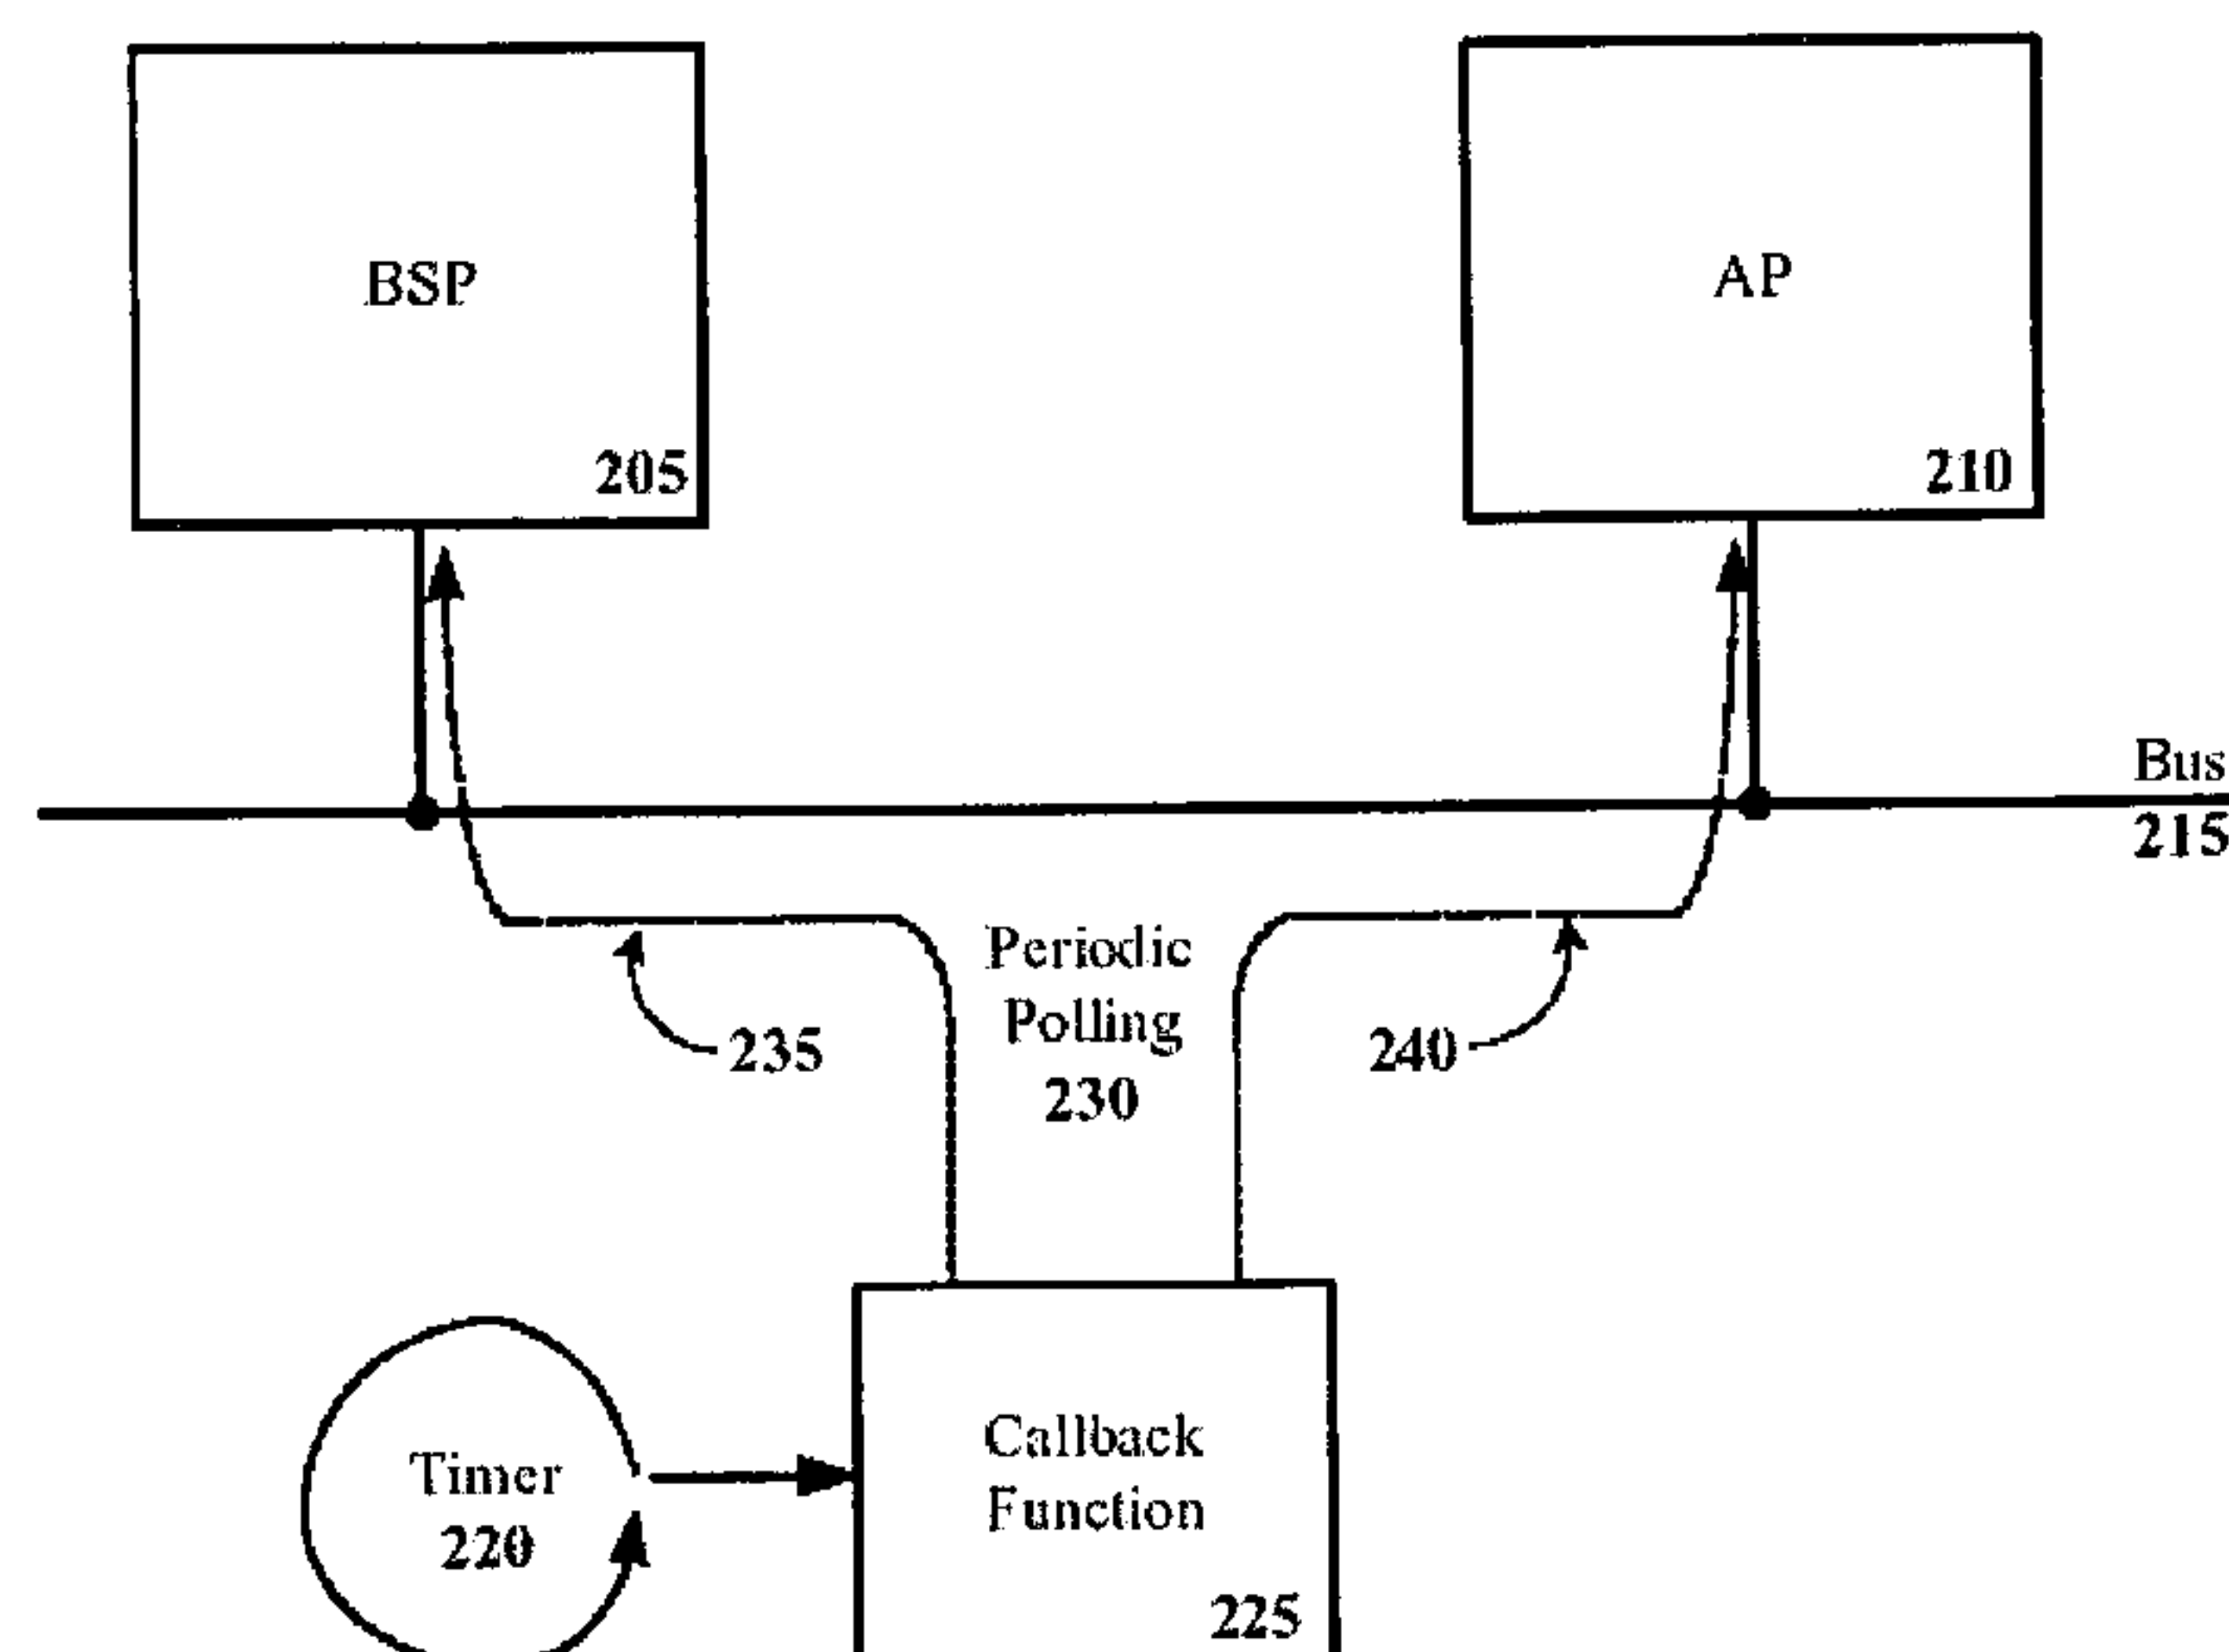 BSP
205
AP
210
Bus
215
Periodic
Polling
230
235
240
Timer
220
Callback
Function
225